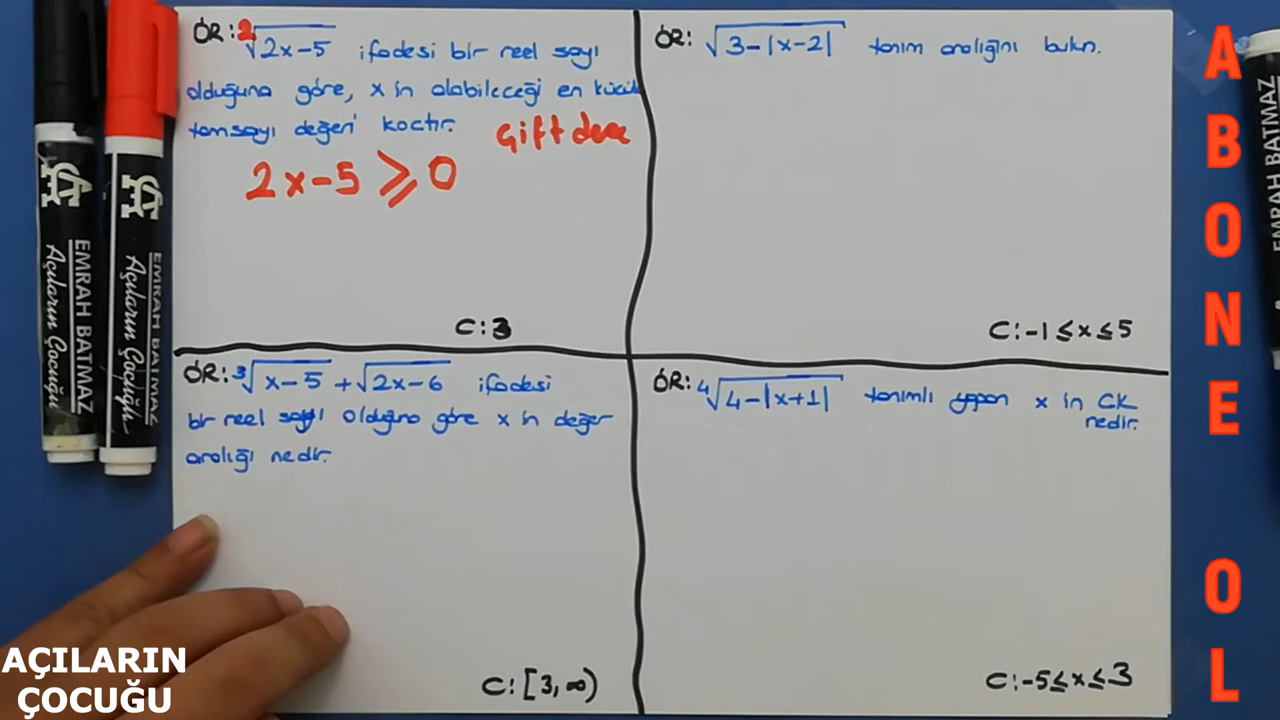 ÖR: 2√2x-5 ifadesi bir reel sayı
olduğuna göre, x in alabileceği en küçük
tamsayı değeri kaçtır.
Çift derece
2x-5 ⩾ 0
C: 3
ÖR: √3-|x-2| tanım aralığını bulun.
C: -1 ≤ x ≤ 5
ÖR: ³√x-5 + √2x-6 ifadesi
bir reel sayı olduğuna göre x in değer
aralığı nedir.
C: [3, ∞)
ÖR: ⁴√4-|x+1| tanımlı yapan x in ÇK
nedir.
C: -5 ≤ x ≤ 3
EMRAH BATMAZ
Açıların Çocuğu
EMRAH BATMAZ
Açıların Çocuğu
EMRAH BATMAZ
ABONE
OL
AÇILARIN
ÇOCUĞU